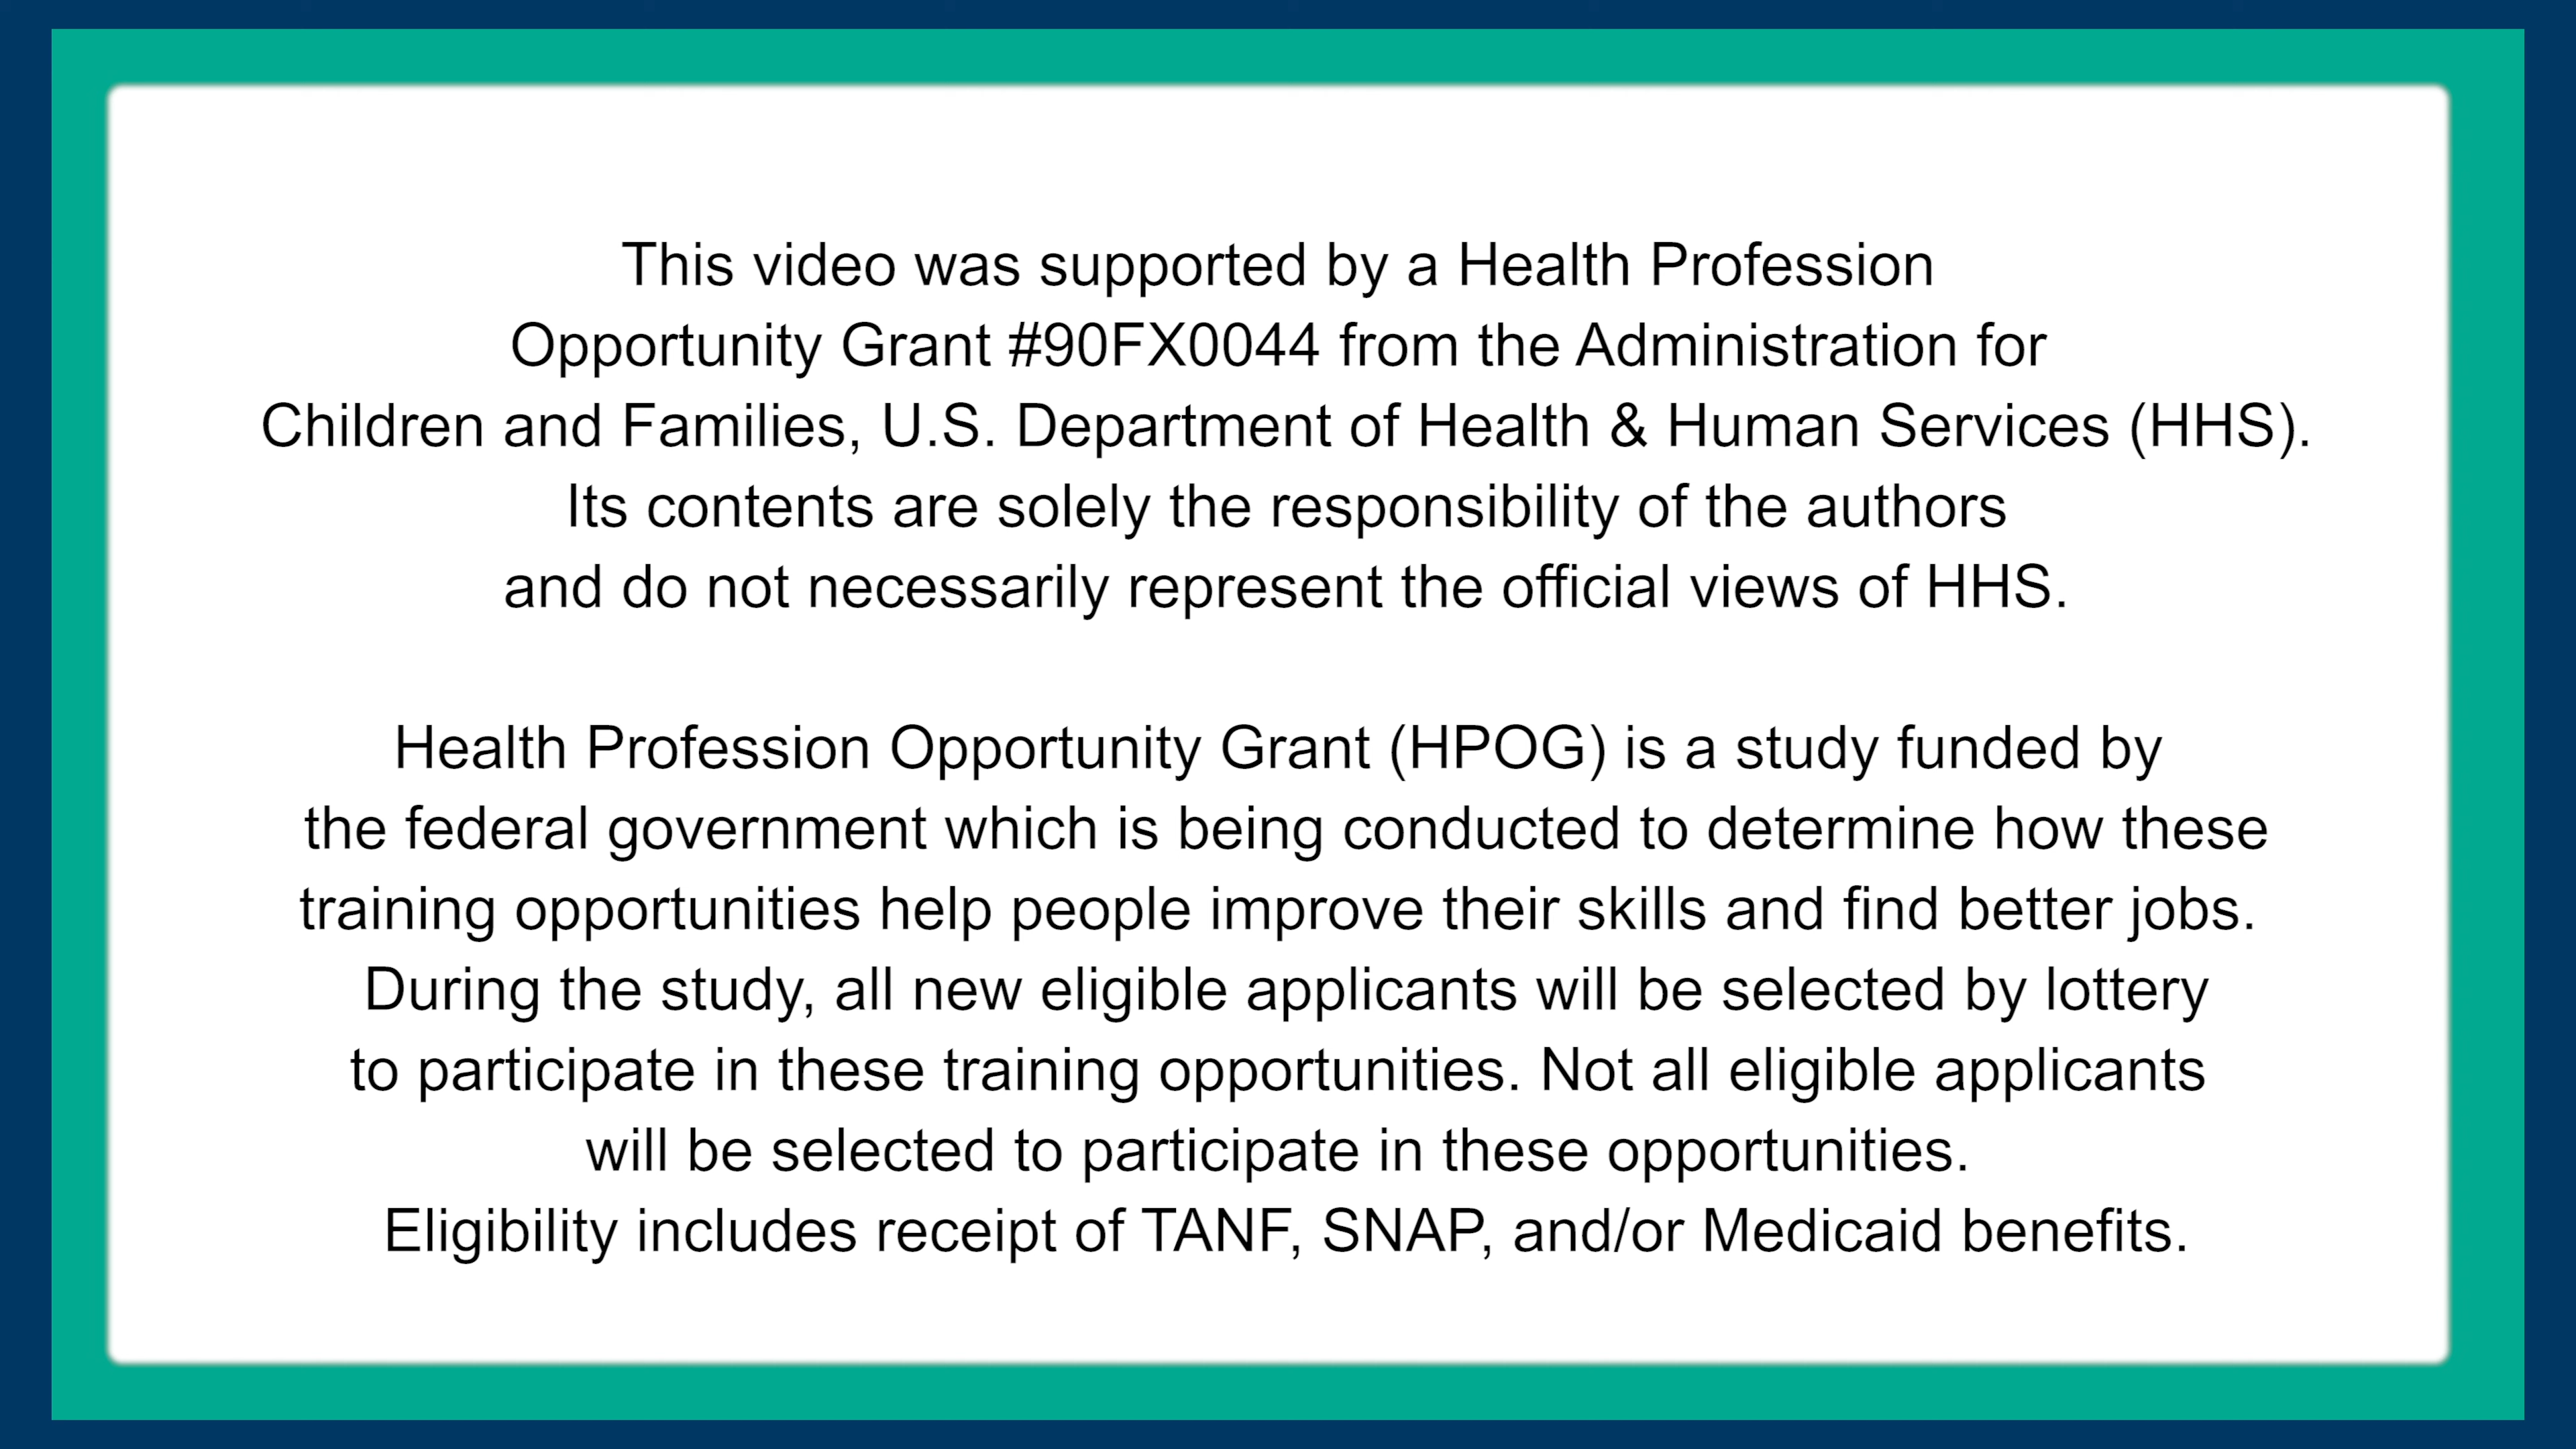 This video was supported by a Health Profession
Opportunity Grant #90FX0044 from the Administration for
Children and Families, U.S. Department of Health & Human Services (HHS).
Its contents are solely the responsibility of the authors
and do not necessarily represent the official views of HHS.
Health Profession Opportunity Grant (HPOG) is a study funded by
the federal government which is being conducted to determine how these
training opportunities help people improve their skills and find better jobs.
During the study, all new eligible applicants will be selected by lottery
to participate in these training opportunities. Not all eligible applicants
will be selected to participate in these opportunities.
Eligibility includes receipt of TANF, SNAP, and/or Medicaid benefits.